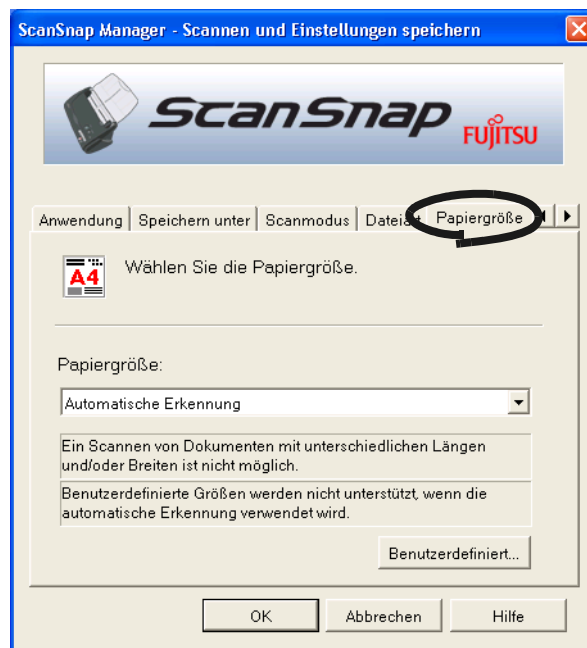 ScanSnap Manager - Scannen und Einstellungen speichern
ScanSnap
FUJITSU
Anwendung Speichern unter Scanmodus Dateiart Papiergröße
A4
Wählen Sie die Papiergröße.
Papiergröße:
Automatische Erkennung
Ein Scannen von Dokumenten mit unterschiedlichen Längen
und/oder Breiten ist nicht möglich.
Benutzerdefinierte Größen werden nicht unterstützt, wenn die
automatische Erkennung verwendet wird.
Benutzerdefiniert...
OK Abbrechen Hilfe